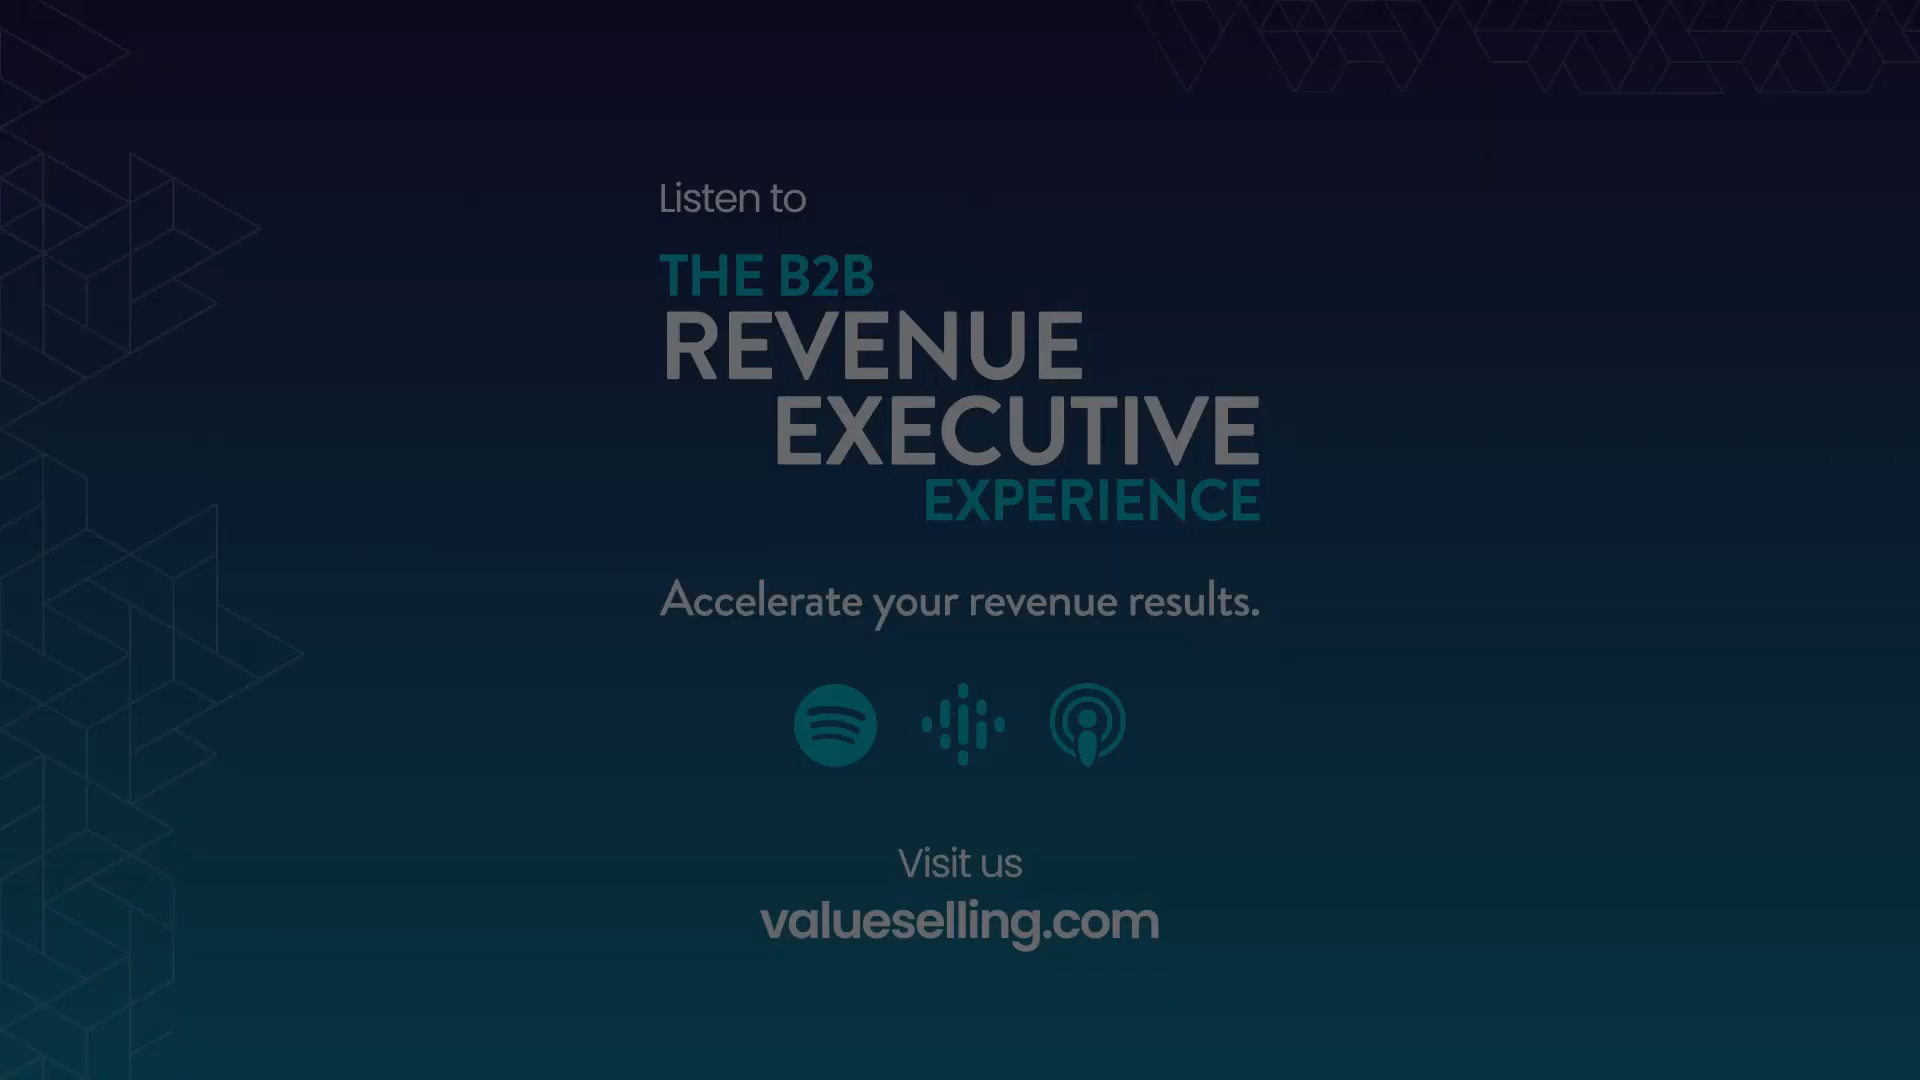 Listen to
THE B2B
REVENUE
EXECUTIVE
EXPERIENCE
Accelerate your revenue results.
Visit us
valueselling.com